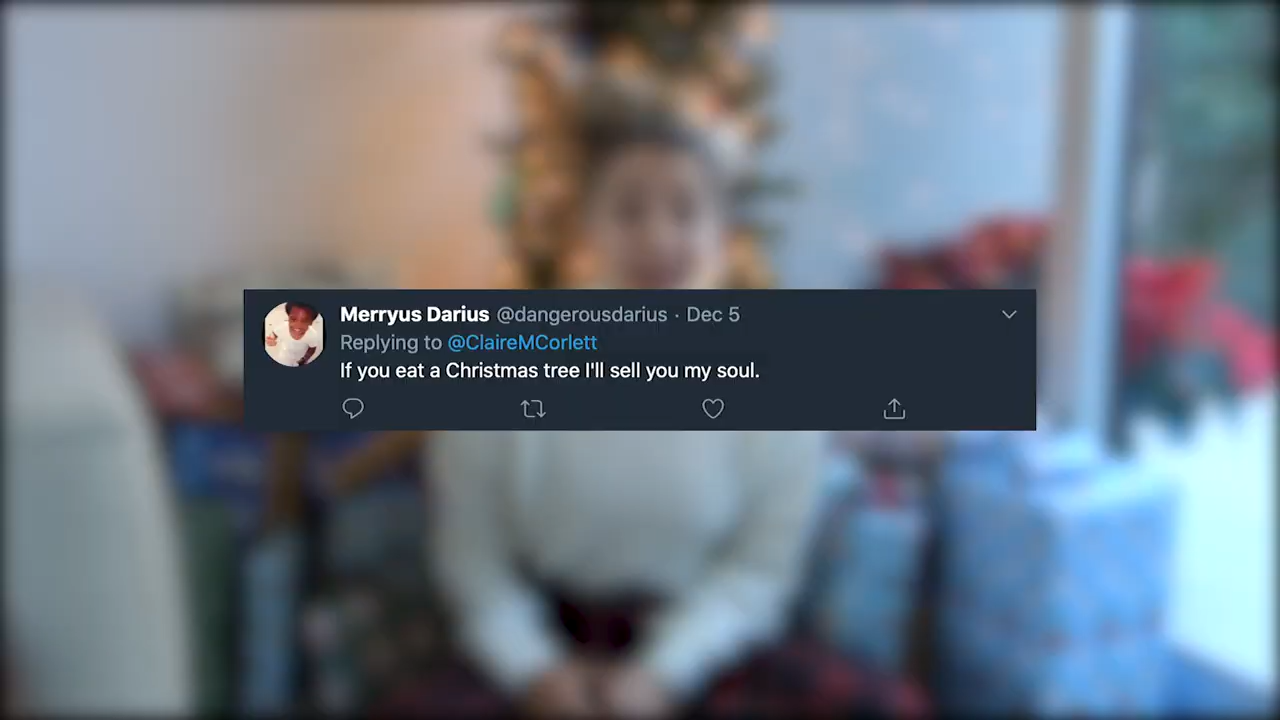 Merryus Darius @dangerousdarius · Dec 5
Replying to @ClaireMCorlett
If you eat a Christmas tree I'll sell you my soul.